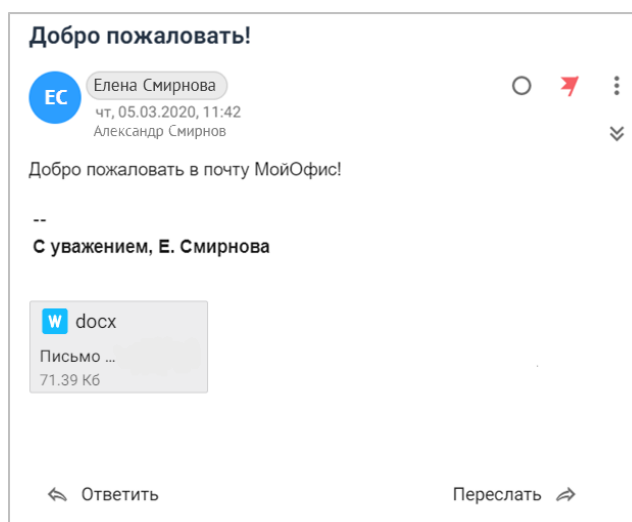 Добро пожаловать!
ЕС
Елена Смирнова
чт, 05.03.2020, 11:42
Александр Смирнов
Добро пожаловать в почту МойОфис!
--
С уважением, Е. Смирнова
W docx
Письмо ...
71.39 Кб
Ответить Переслать